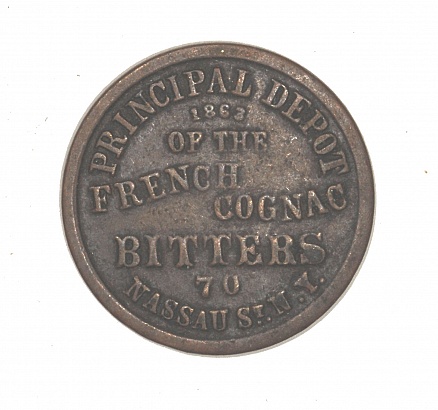 PRINCIPAL DEPOT
1863
OF THE
FRENCH
COGNAC
BITTERS
70
NASSAU ST. N.Y.